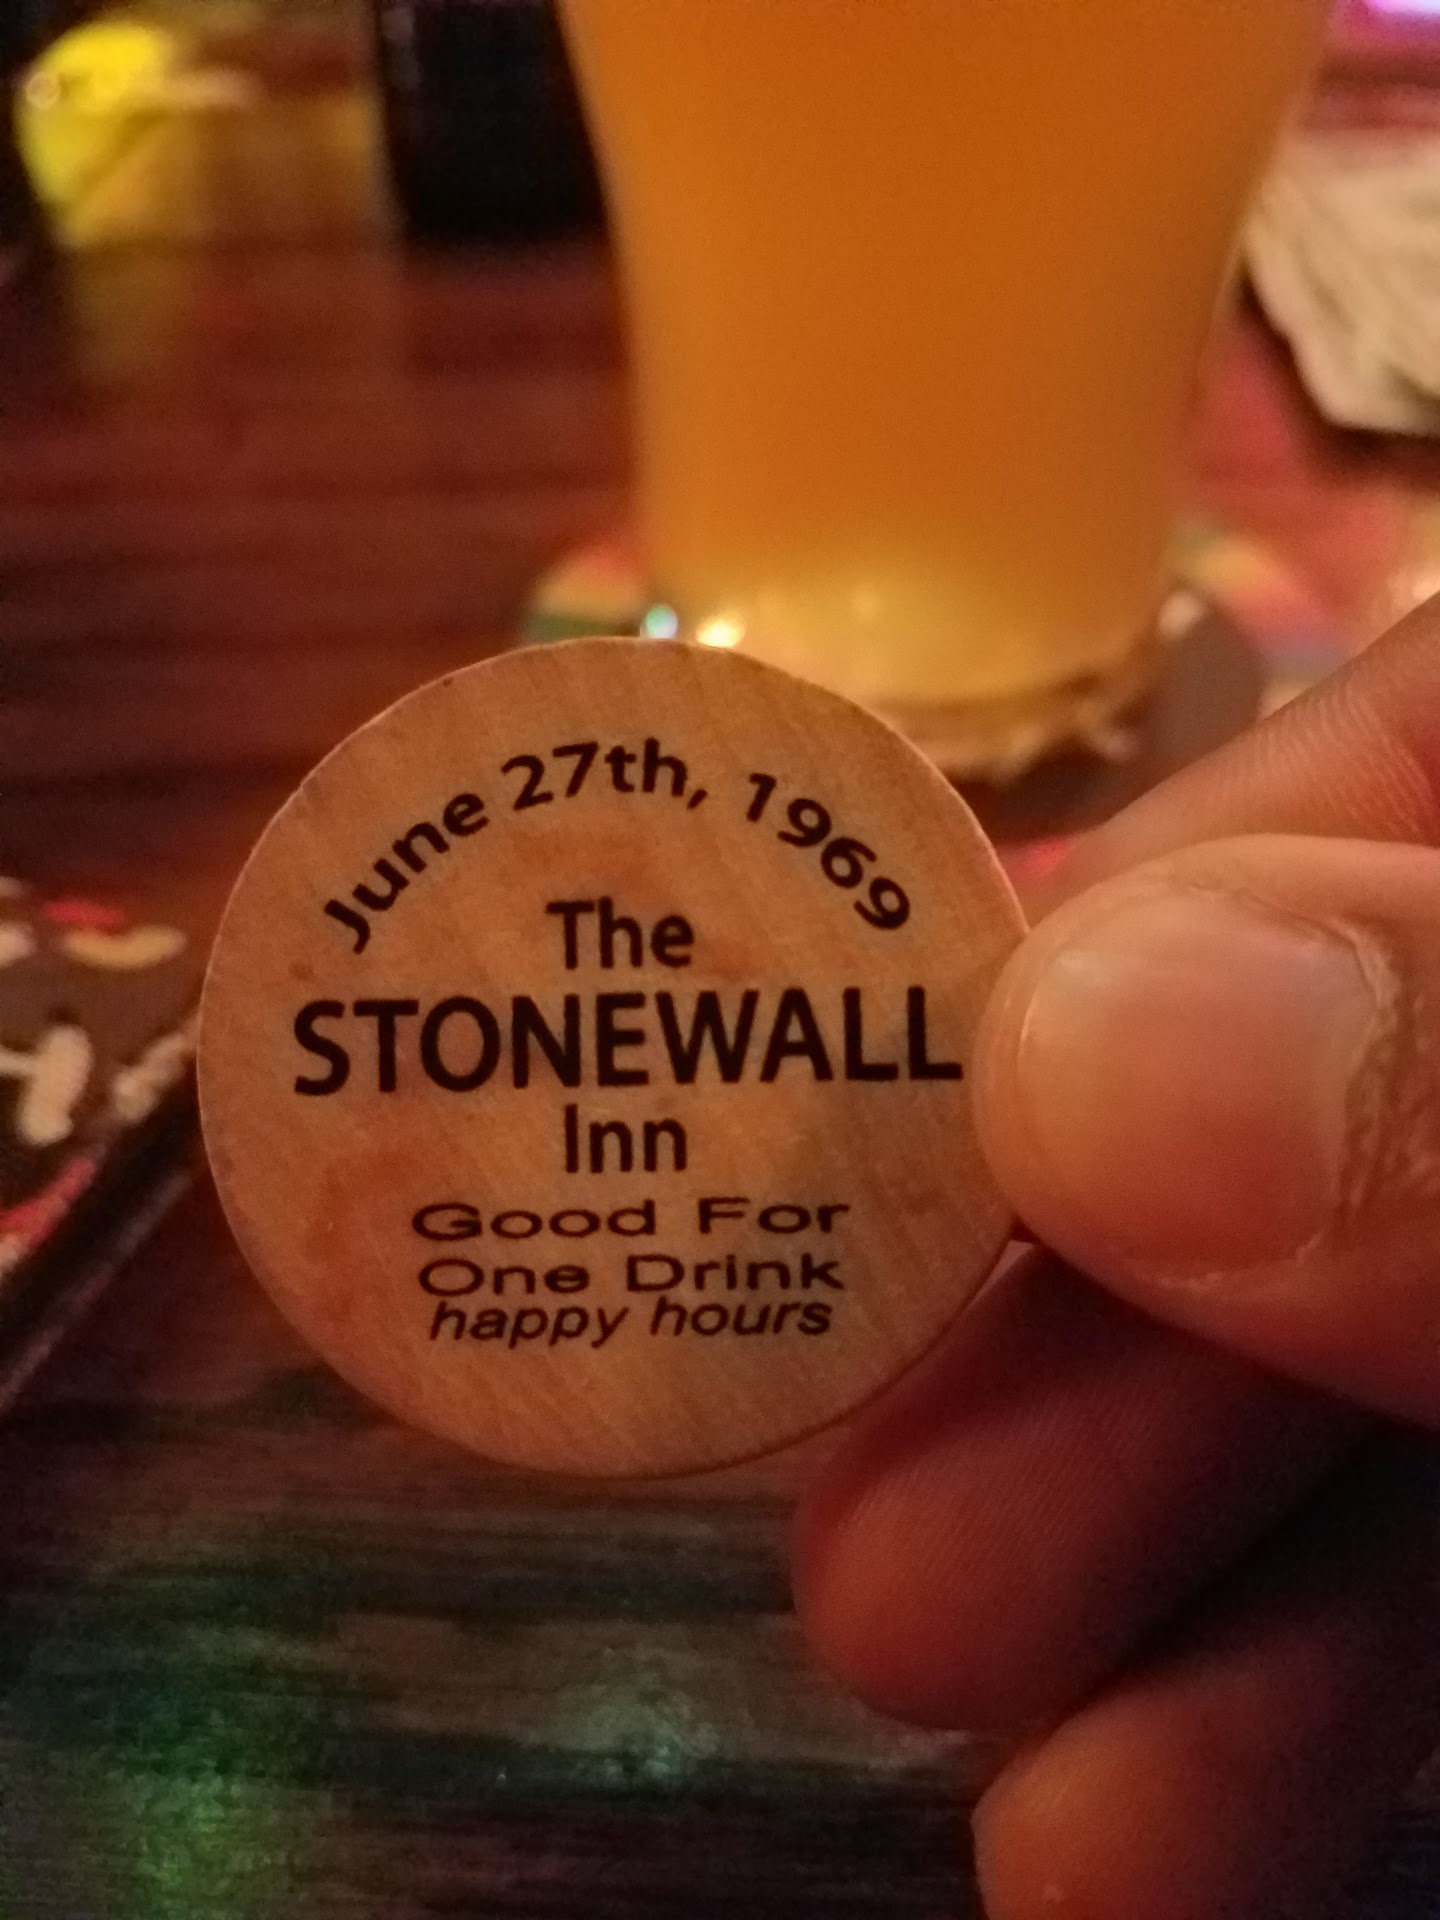 June 27th, 1969
The
STONEWALL
Inn
Good For
One Drink
happy hours